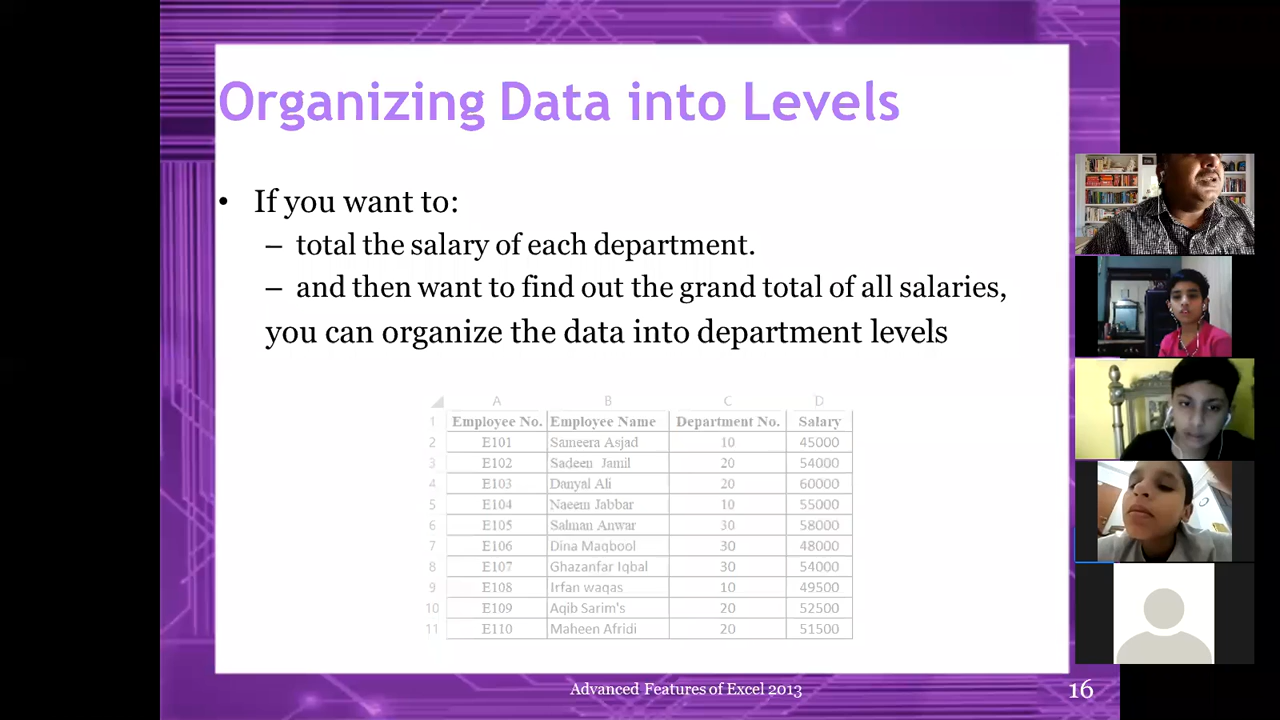 Organizing Data into Levels
• If you want to:
– total the salary of each department.
– and then want to find out the grand total of all salaries,
you can organize the data into department levels
A B C D
1 Employee No. Employee Name Department No. Salary
2 E101 Sameera Asjad 10 45000
3 E102 Sadeen Jamil 20 54000
4 E103 Danyal Ali 20 60000
5 E104 Naeem Jabbar 10 55000
6 E105 Salman Anwar 30 58000
7 E106 Dina Maqbool 30 48000
8 E107 Ghazanfar Iqbal 30 54000
9 E108 Irfan waqas 10 49500
10 E109 Aqib Sarim's 20 52500
11 E110 Maheen Afridi 20 51500
Advanced Features of Excel 2013 16